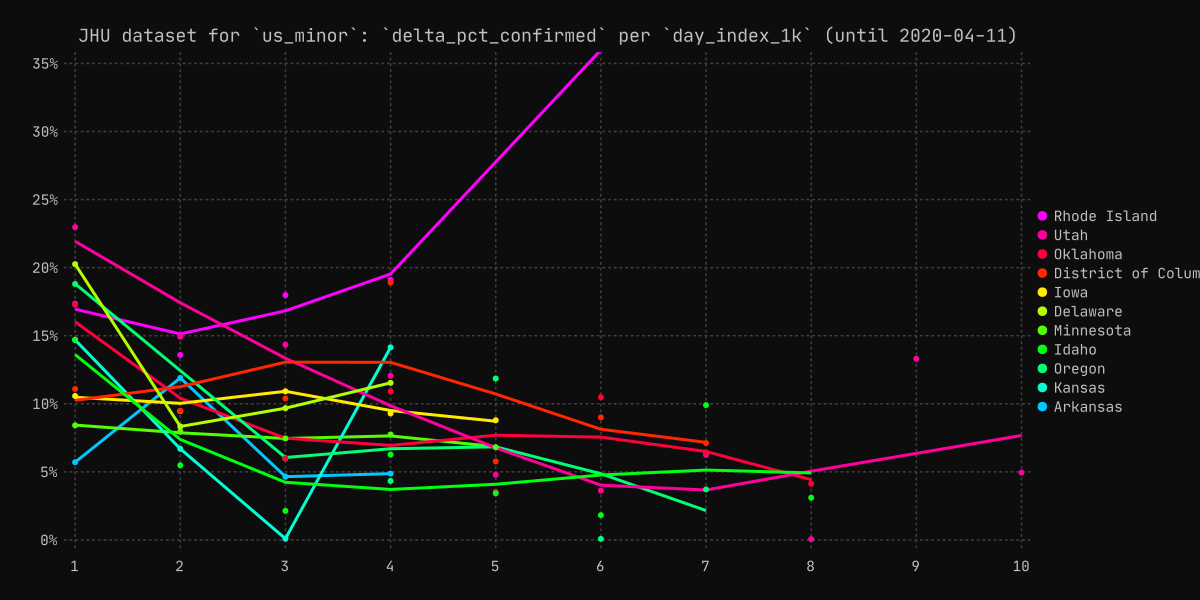 JHU dataset for `us_minor`: `delta_pct_confirmed` per `day_index_1k` (until 2020-04-11)
35%
30%
25%
20%
15%
10%
5%
0%
1 2 3 4 5 6 7 8 9 10
Rhode Island
Utah
Oklahoma
District of Colum
Iowa
Delaware
Minnesota
Idaho
Oregon
Kansas
Arkansas